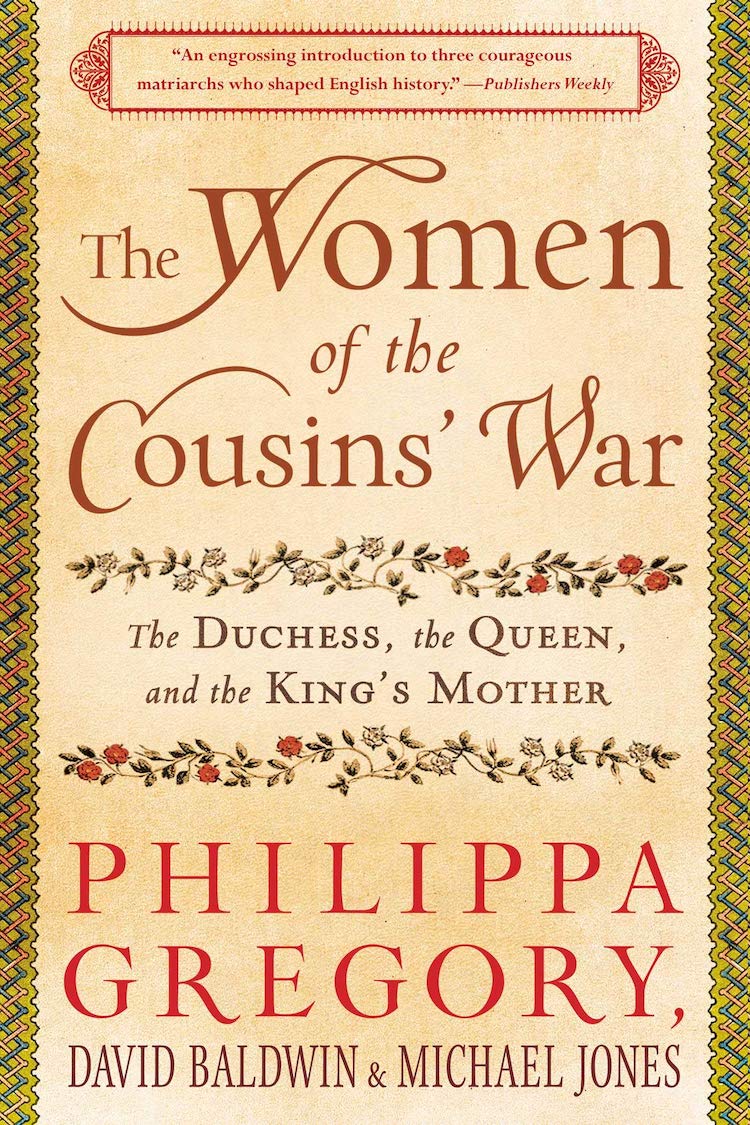 “An engrossing introduction to three courageous
matriarchs who shaped English history.” —Publishers Weekly
The Women
of the
Cousins’ War
The Duchess, the Queen,
and the King’s Mother
PHILIPPA
GREGORY,
DAVID BALDWIN & MICHAEL JONES